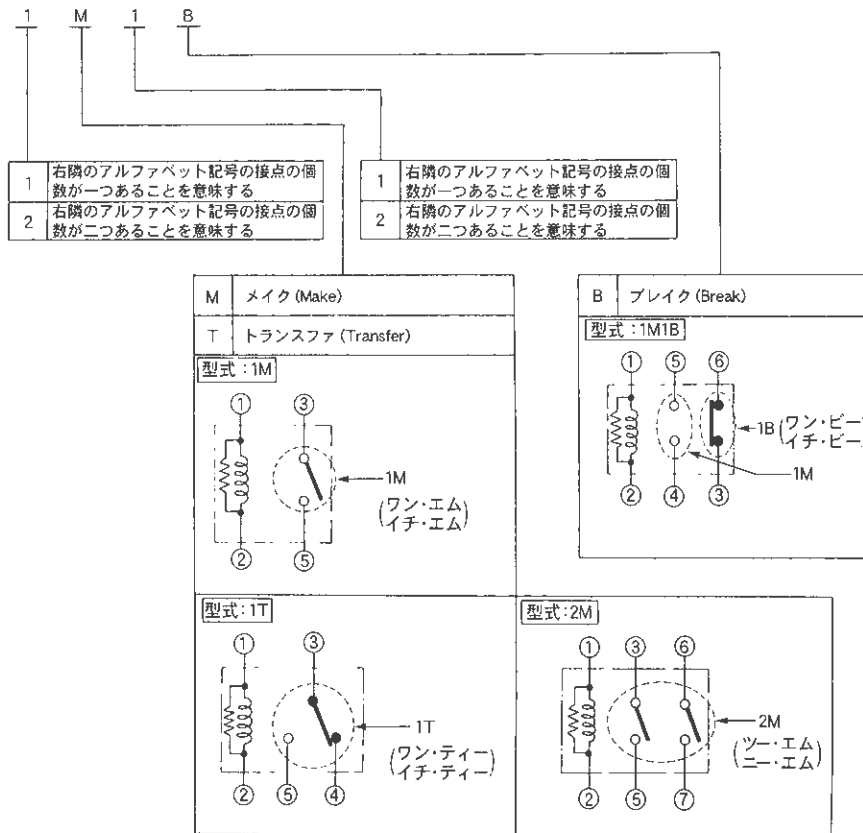 1 M 1 B
1 右隣のアルファベット記号の接点の個
数が一つあることを意味する
2 右隣のアルファベット記号の接点の個
数が二つあることを意味する
1 右隣のアルファベット記号の接点の個
数が一つあることを意味する
2 右隣のアルファベット記号の接点の個
数が二つあることを意味する
M メイク(Make)
T トランスファ(Transfer)
型式:1M
① ③
1M
(ワン・エム
イチ・エム)
② ⑤
B ブレイク(Break)
型式:1M1B
① ⑤ ⑥
1B(ワン・ビー
イチ・ビー
1M
② ④ ③
型式:1T
① ③
1T
(ワン・ティー
イチ・ティー)
② ⑤ ④
型式:2M
① ③ ⑥
2M
(ツー・エム
ニー・エム)
② ⑤ ⑦